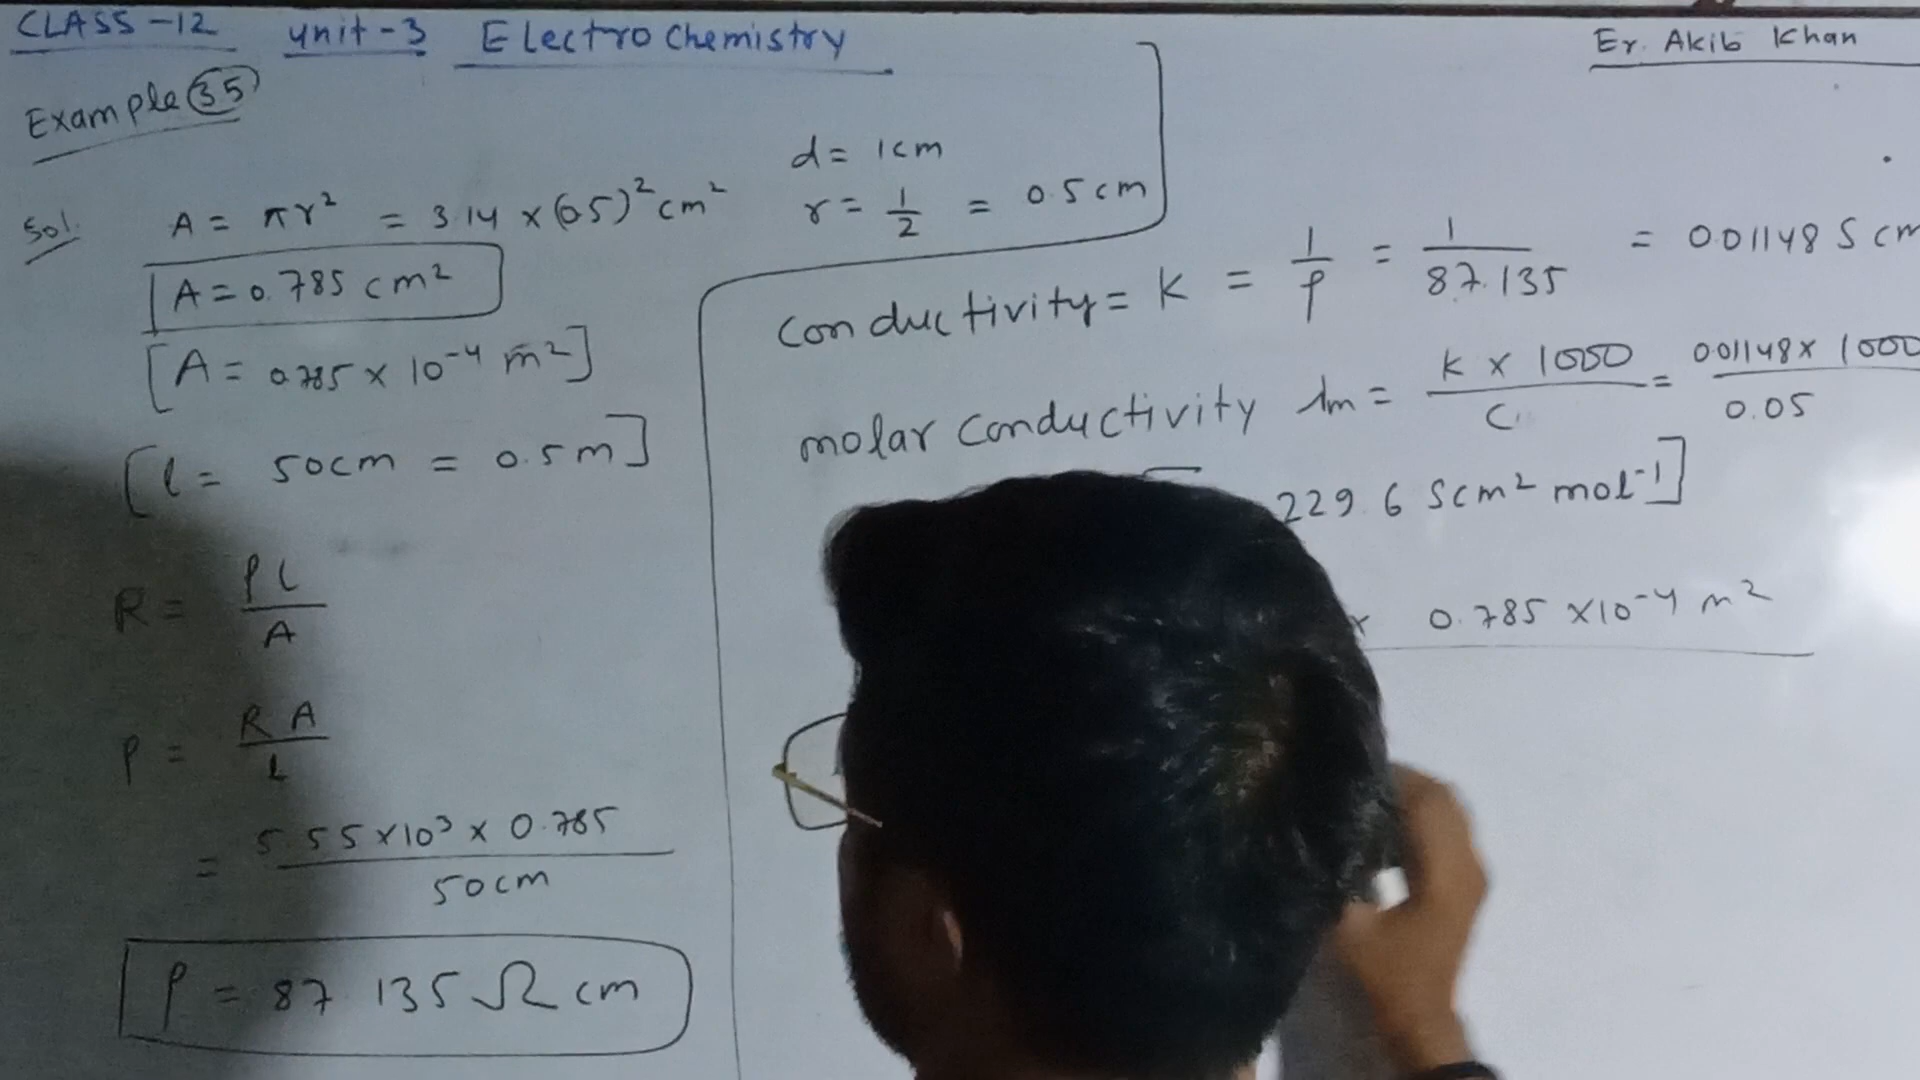 CLASS-12 unit-3 Electro Chemistry
Er. Akib Khan
Example 35
Sol.
d = 1cm
A = πr² = 3.14 × (0.5)² cm²
r = 1/2 = 0.5 cm
A = 0.785 cm²
[A = 0.785 × 10⁻⁴ m²]
[l = 50cm = 0.5m]
R = ρl/A
ρ = RA/l
= 5.55×10³ × 0.785 / 50cm
ρ = 87.135 Ω cm
Conductivity = K = 1/ρ = 1/87.135 = 0.01148 S cm
molar Conductivity Λm = K × 1000 / C = 0.01148 × 1000 / 0.05
229.6 S cm² mol⁻¹]
× 0.785 × 10⁻⁴ m²